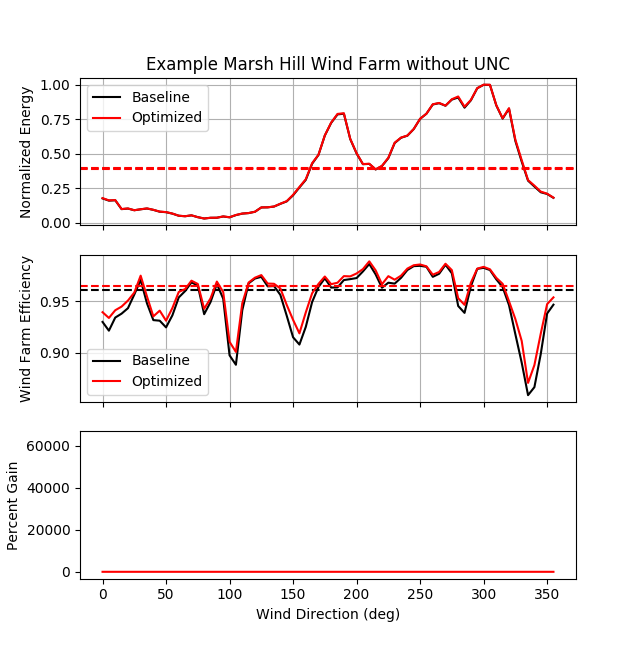 Example Marsh Hill Wind Farm without UNC
Normalized Energy
1.00
0.75
0.50
0.25
0.00
Baseline
Optimized
Wind Farm Efficiency
0.95
0.90
Baseline
Optimized
Percent Gain
60000
40000
20000
0
0 50 100 150 200 250 300 350
Wind Direction (deg)